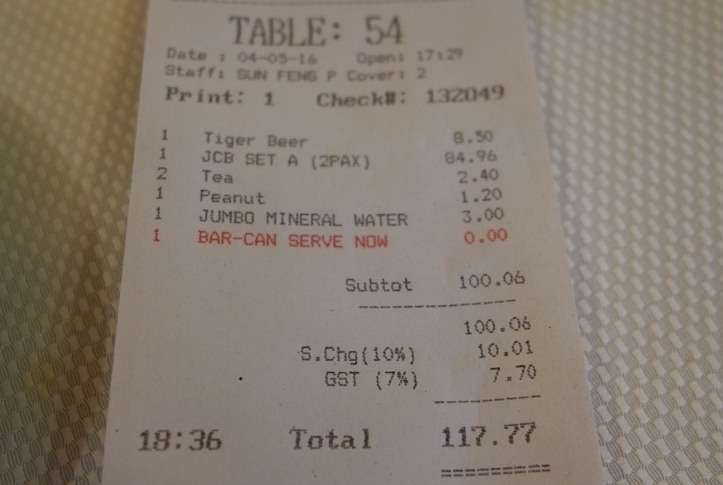 TABLE: 54
Date : 04-05-16 Open: 17:29
Staff: SUN FENG P Cover: 2
Print: 1 Check#: 132049
1 Tiger Beer 8.50
1 JCB SET A (2PAX) 84.96
2 Tea 2.40
1 Peanut 1.20
1 JUMBO MINERAL WATER 3.00
1 BAR-CAN SERVE NOW 0.00
Subtot 100.06
100.06
S.Chg(10%) 10.01
GST (7%) 7.70
18:36 Total 117.77